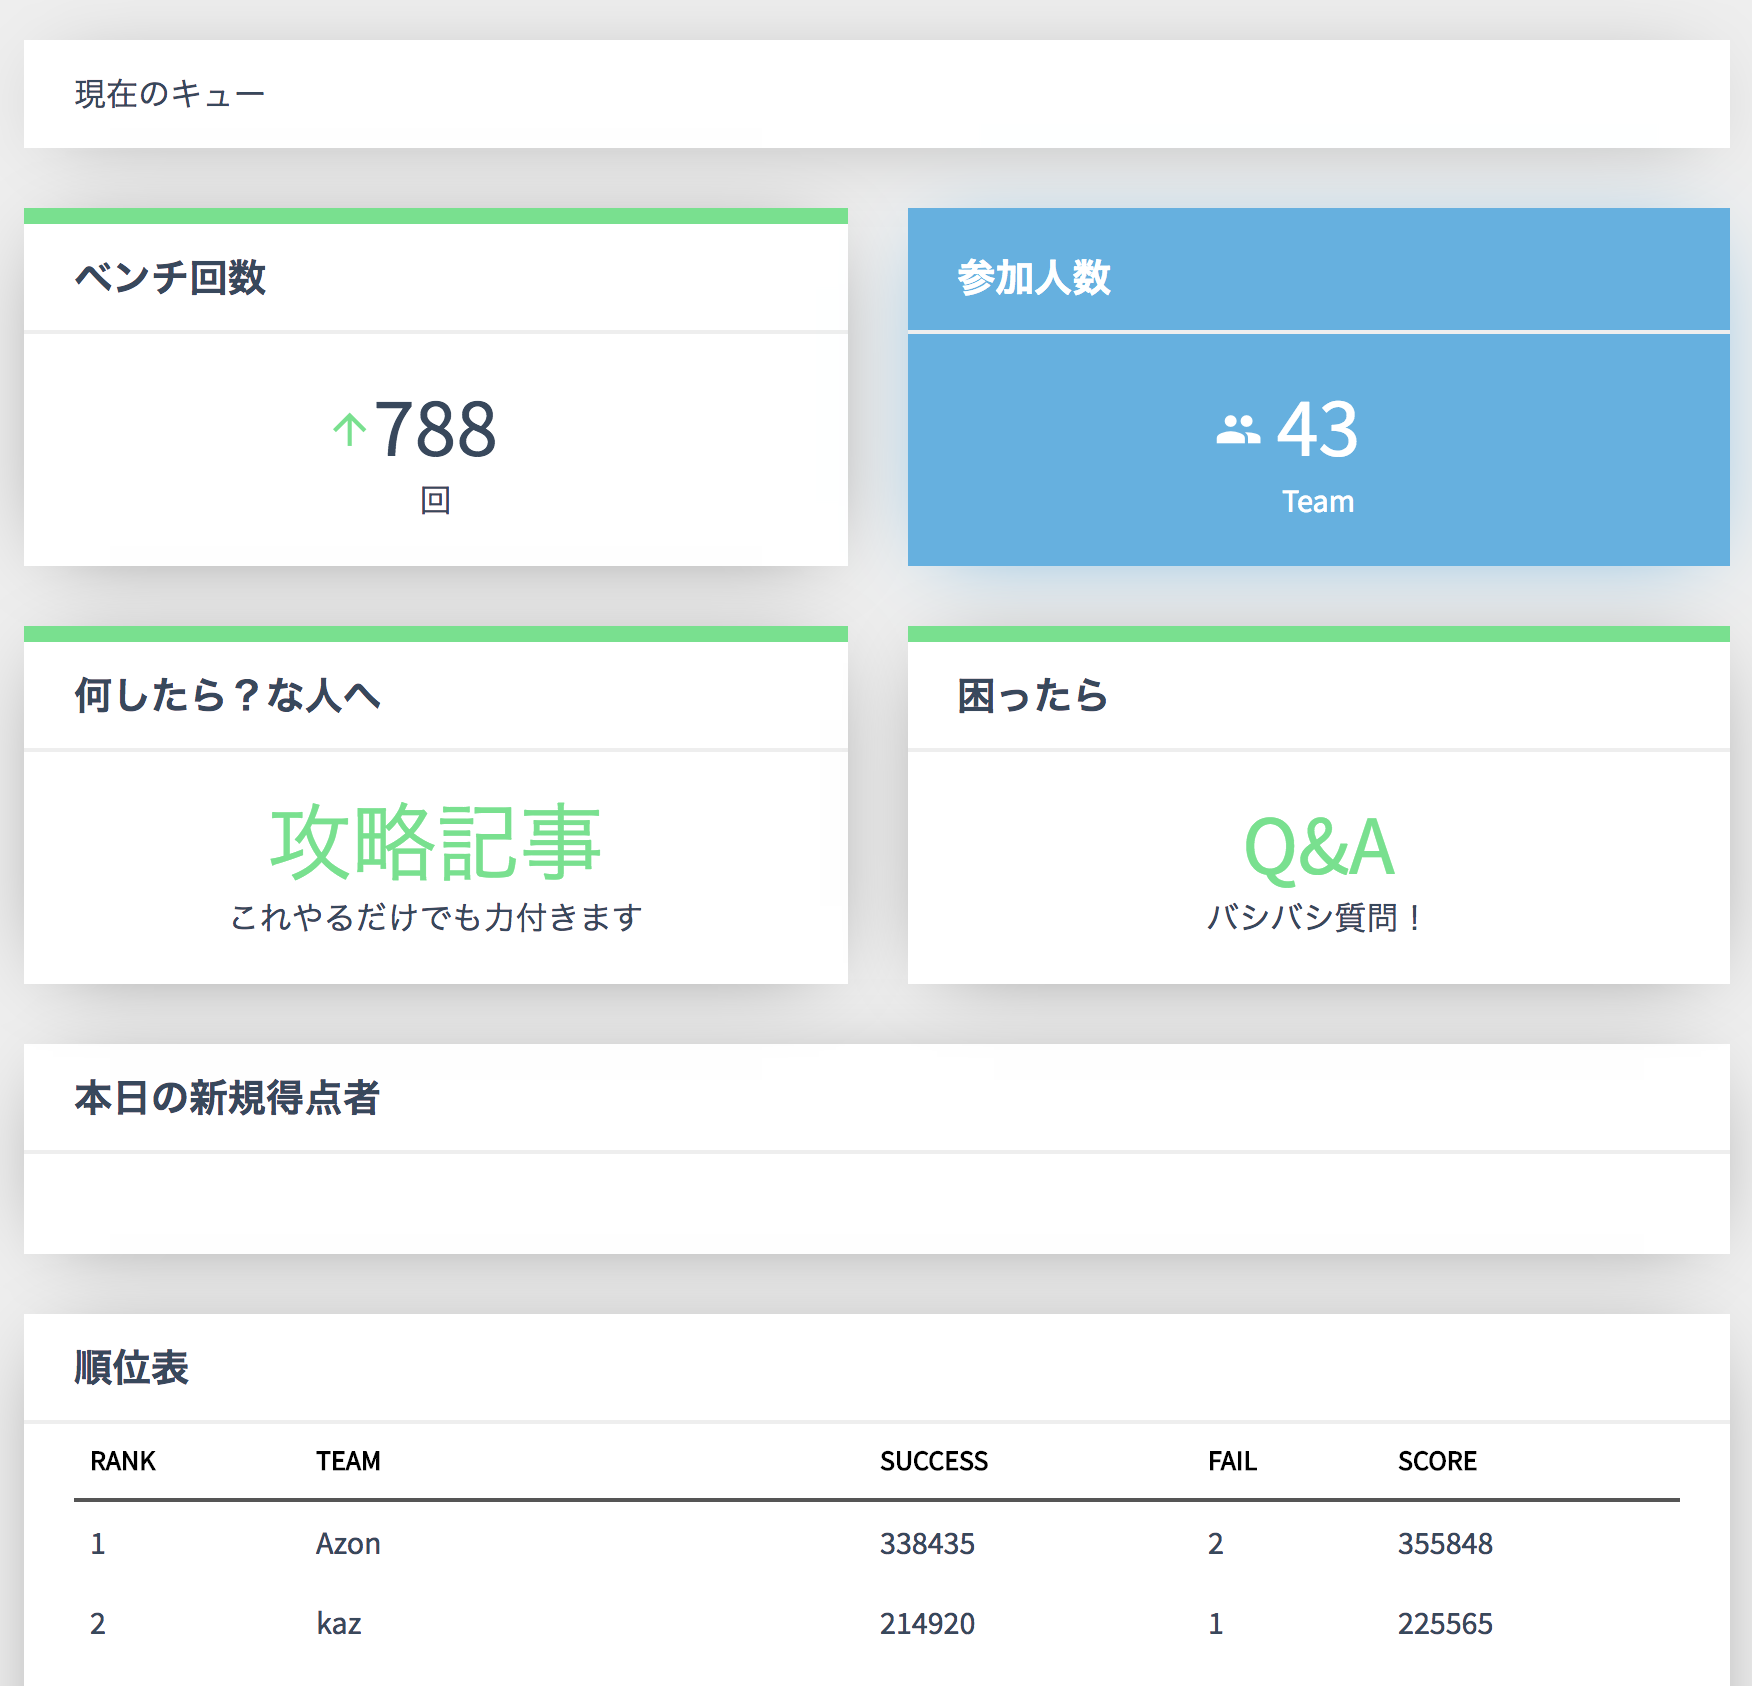 現在のキュー
ベンチ回数
788
回
参加人数
43
Team
何したら？な人へ
攻略記事
これやるだけでも力付きます
困ったら
Q&A
バシバシ質問！
本日の新規得点者
順位表
RANK TEAM SUCCESS FAIL SCORE
1 Azon 338435 2 355848
2 kaz 214920 1 225565